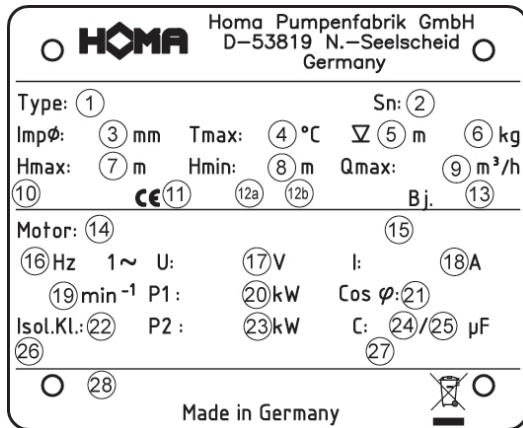 HOMA
Homa Pumpenfabrik GmbH
D-53819 N.-Seelscheid
Germany
Type: 1 Sn: 2
ImpØ: 3 mm Tmax: 4 °C 5 m 6 kg
Hmax: 7 m Hmin: 8 m Qmax: 9 m³/h
10 CE 11 12a 12b Bj. 13
Motor: 14 15
16 Hz 1~ U: 17 V I: 18 A
19 min⁻¹ P1: 20 kW Cos φ: 21
Isol.Kl.: 22 P2: 23 kW C: 24/25 µF
26 27
28
Made in Germany